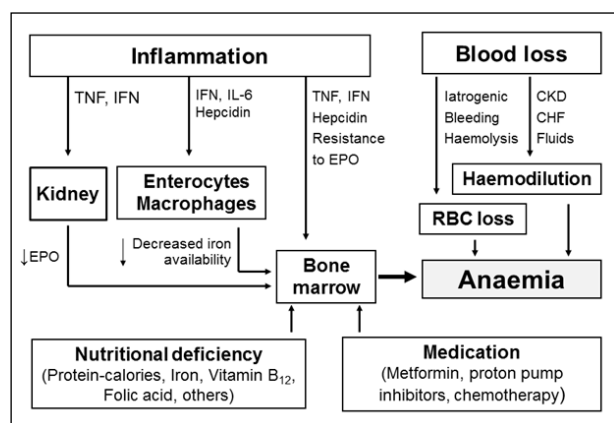 Inflammation
Blood loss
TNF, IFN
IFN, IL-6
Hepcidin
TNF, IFN
Hepcidin
Resistance
to EPO
Iatrogenic
Bleeding
Haemolysis
CKD
CHF
Fluids
Kidney
Enterocytes
Macrophages
Haemodilution
RBC loss
↓EPO
↓ Decreased iron
availability
Bone
marrow
Anaemia
Nutritional deficiency
(Protein-calories, Iron, Vitamin B₁₂,
Folic acid, others)
Medication
(Metformin, proton pump
inhibitors, chemotherapy)